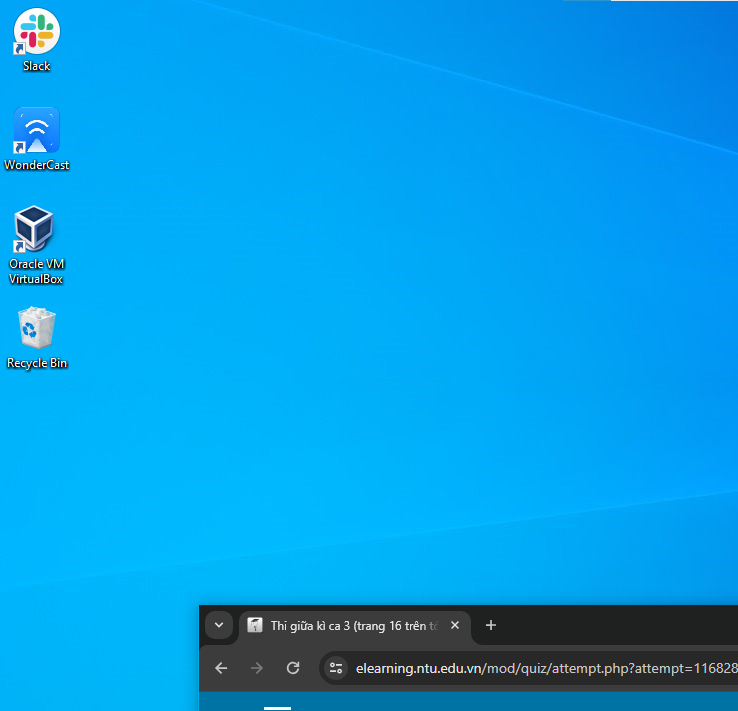 Slack
WonderCast
Oracle VM
VirtualBox
Recycle Bin
Thi giữa kì ca 3 (trang 16 trên
elearning.ntu.edu.vn/mod/quiz/attempt.php?attempt=116828